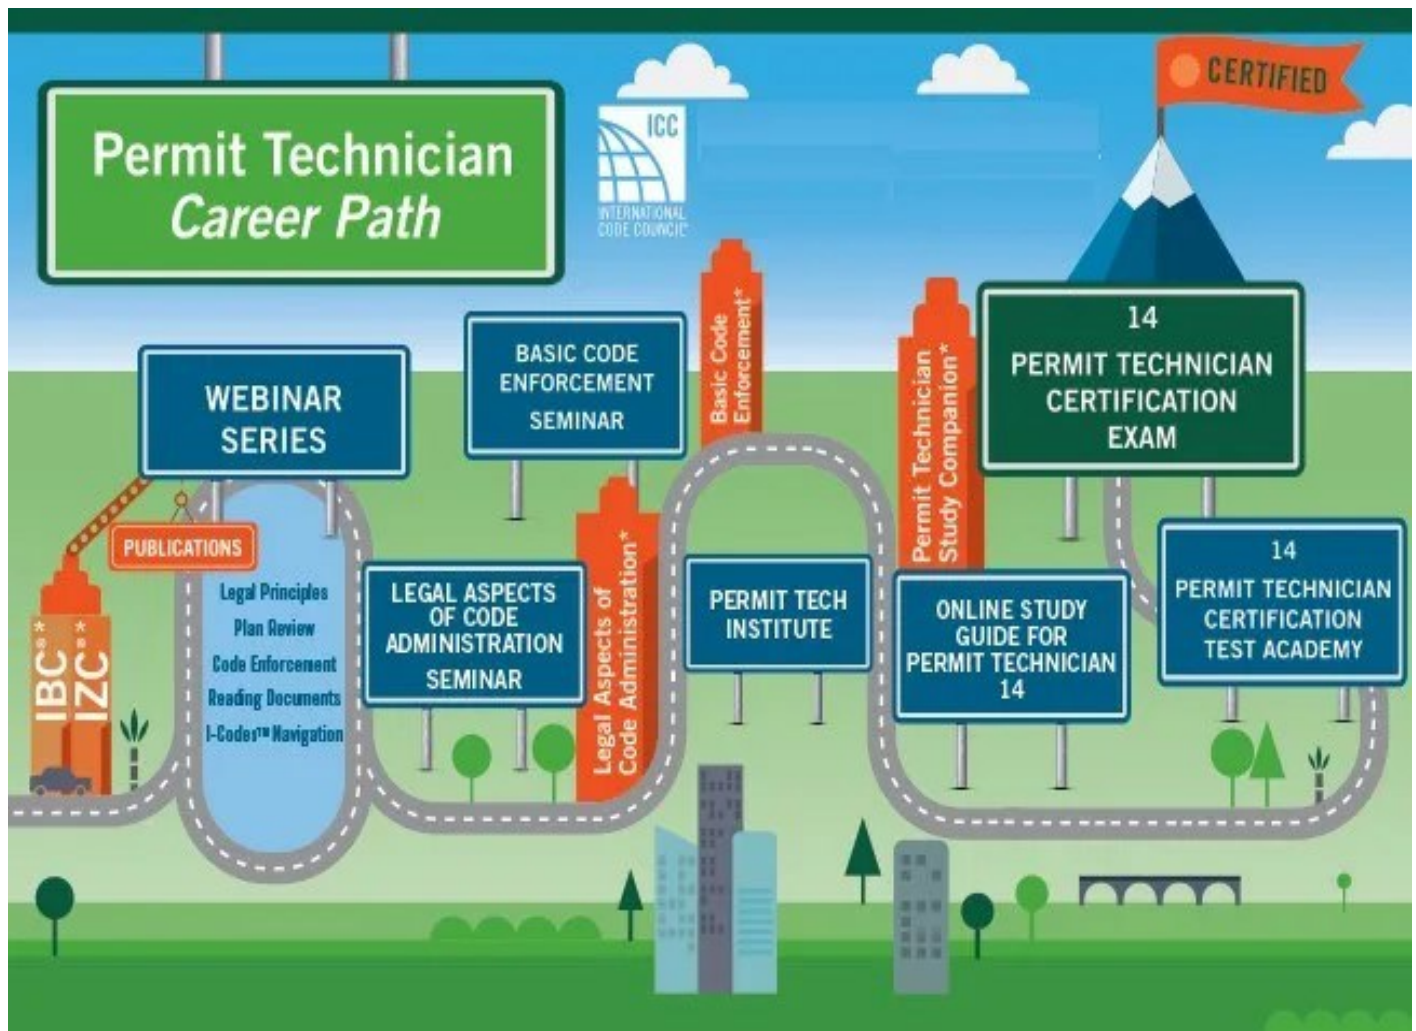 CERTIFIED
Permit Technician
Career Path
ICC
INTERNATIONAL
CODE COUNCIL®
Basic Code
Enforcement*
14
PERMIT TECHNICIAN
CERTIFICATION
EXAM
BASIC CODE
ENFORCEMENT
SEMINAR
Permit Technician
Study Companion*
WEBINAR
SERIES
PUBLICATIONS
IBC®*
IZC®*
Legal Principles
Plan Review
Code Enforcement
Reading Documents
I-Codes™ Navigation
LEGAL ASPECTS
OF CODE
ADMINISTRATION
SEMINAR
Legal Aspects of
Code Administration*
PERMIT TECH
INSTITUTE
ONLINE STUDY
GUIDE FOR
PERMIT TECHNICIAN
14
14
PERMIT TECHNICIAN
CERTIFICATION
TEST ACADEMY